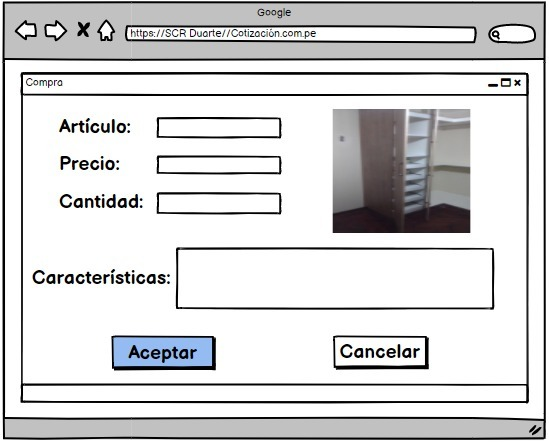 Google
https://SCR Duarte//Cotización.com.pe
Compra
Artículo:
Precio:
Cantidad:
Características:
Aceptar
Cancelar